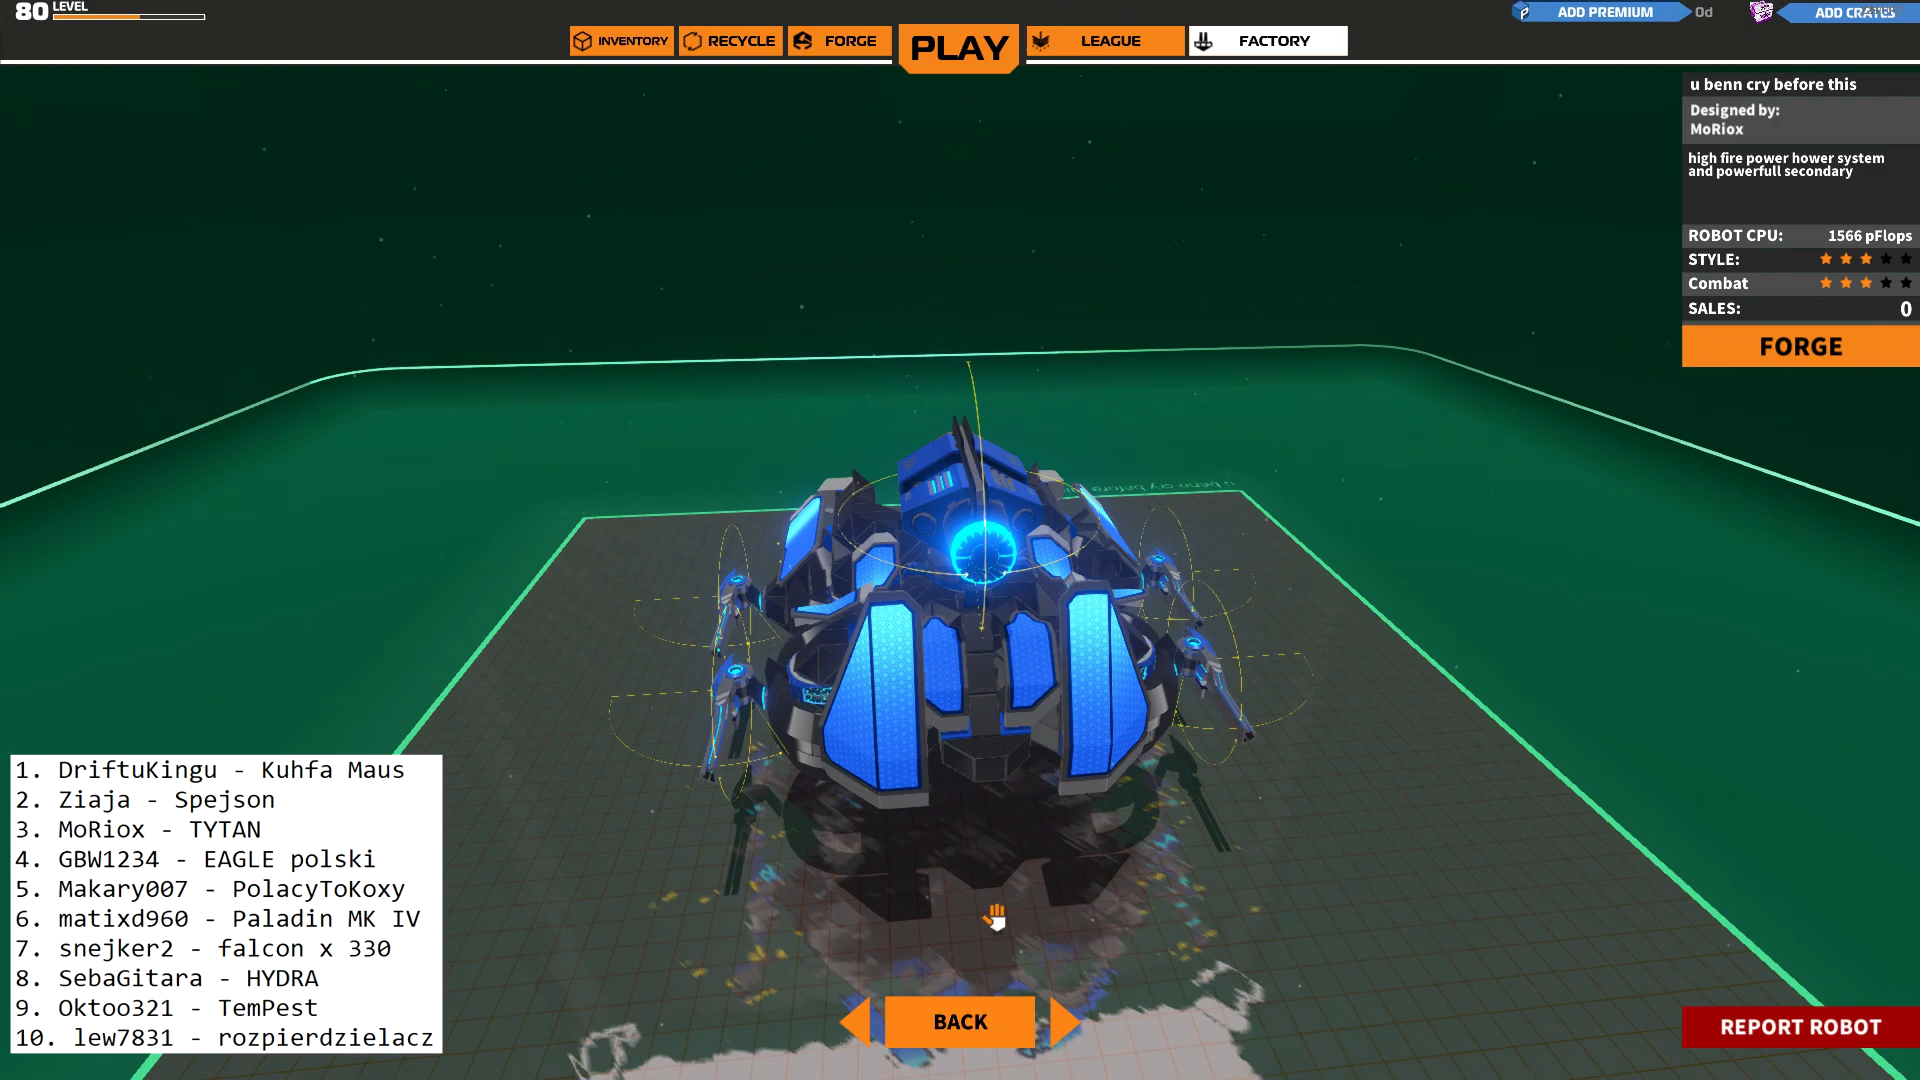 80 LEVEL
ADD PREMIUM 0d ADD CRATES
INVENTORY RECYCLE FORGE PLAY LEAGUE FACTORY
u benn cry before this
Designed by:
MoRiox
high fire power hower system
and powerfull secondary
ROBOT CPU: 1566 pFlops
STYLE:
Combat
SALES: 0
FORGE
1. DriftuKingu - Kuhfa Maus
2. Ziaja - Spejson
3. MoRiox - TYTAN
4. GBW1234 - EAGLE polski
5. Makary007 - PolacyToKoxy
6. matixd960 - Paladin MK IV
7. snejker2 - falcon x 330
8. SebaGitara - HYDRA
9. Oktoo321 - TemPest
10. lew7831 - rozpierdzielacz
BACK
REPORT ROBOT